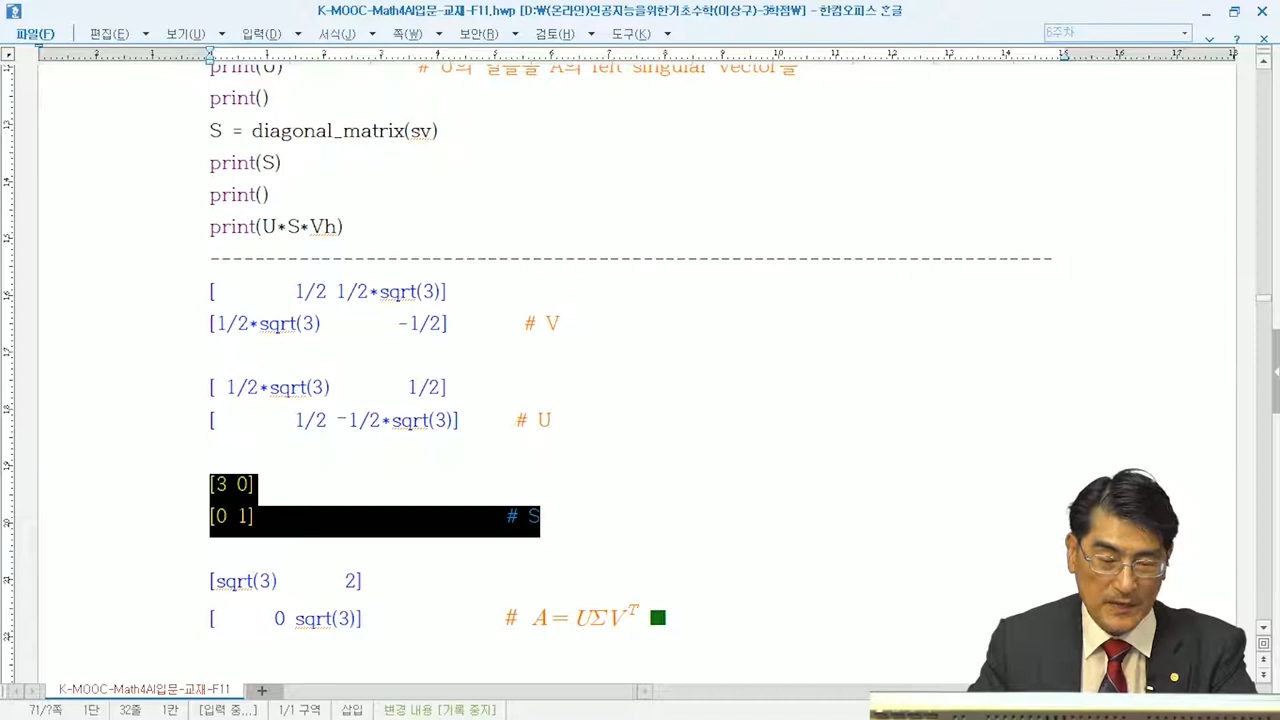 K-MOOC-Math4AI입문-교재-F11.hwp [D:\(온라인)인공지능을위한기초수학(이상구)-3학점\] - 한컴오피스 한글
파일(F) 편집(E) 보기(U) 입력(D) 서식(J) 쪽(W) 보안(B) 검토(H) 도구(K) 6주차
print(U) # U의 열들을 A의 left singular vector들
print()
S = diagonal_matrix(sv)
print(S)
print()
print(U*S*Vh)
[ 1/2 1/2*sqrt(3)]
[1/2*sqrt(3) -1/2] # V
[ 1/2*sqrt(3) 1/2]
[ 1/2 -1/2*sqrt(3)] # U
[3 0]
[0 1] # S
[sqrt(3) 2]
[ 0 sqrt(3)] # A = UΣV^T ■
K-MOOC-Math4AI입문-교재-F11
71/?쪽 1단 32줄 1칸 [입력 중...] 1/1 구역 삽입 변경 내용 [기록 중지]